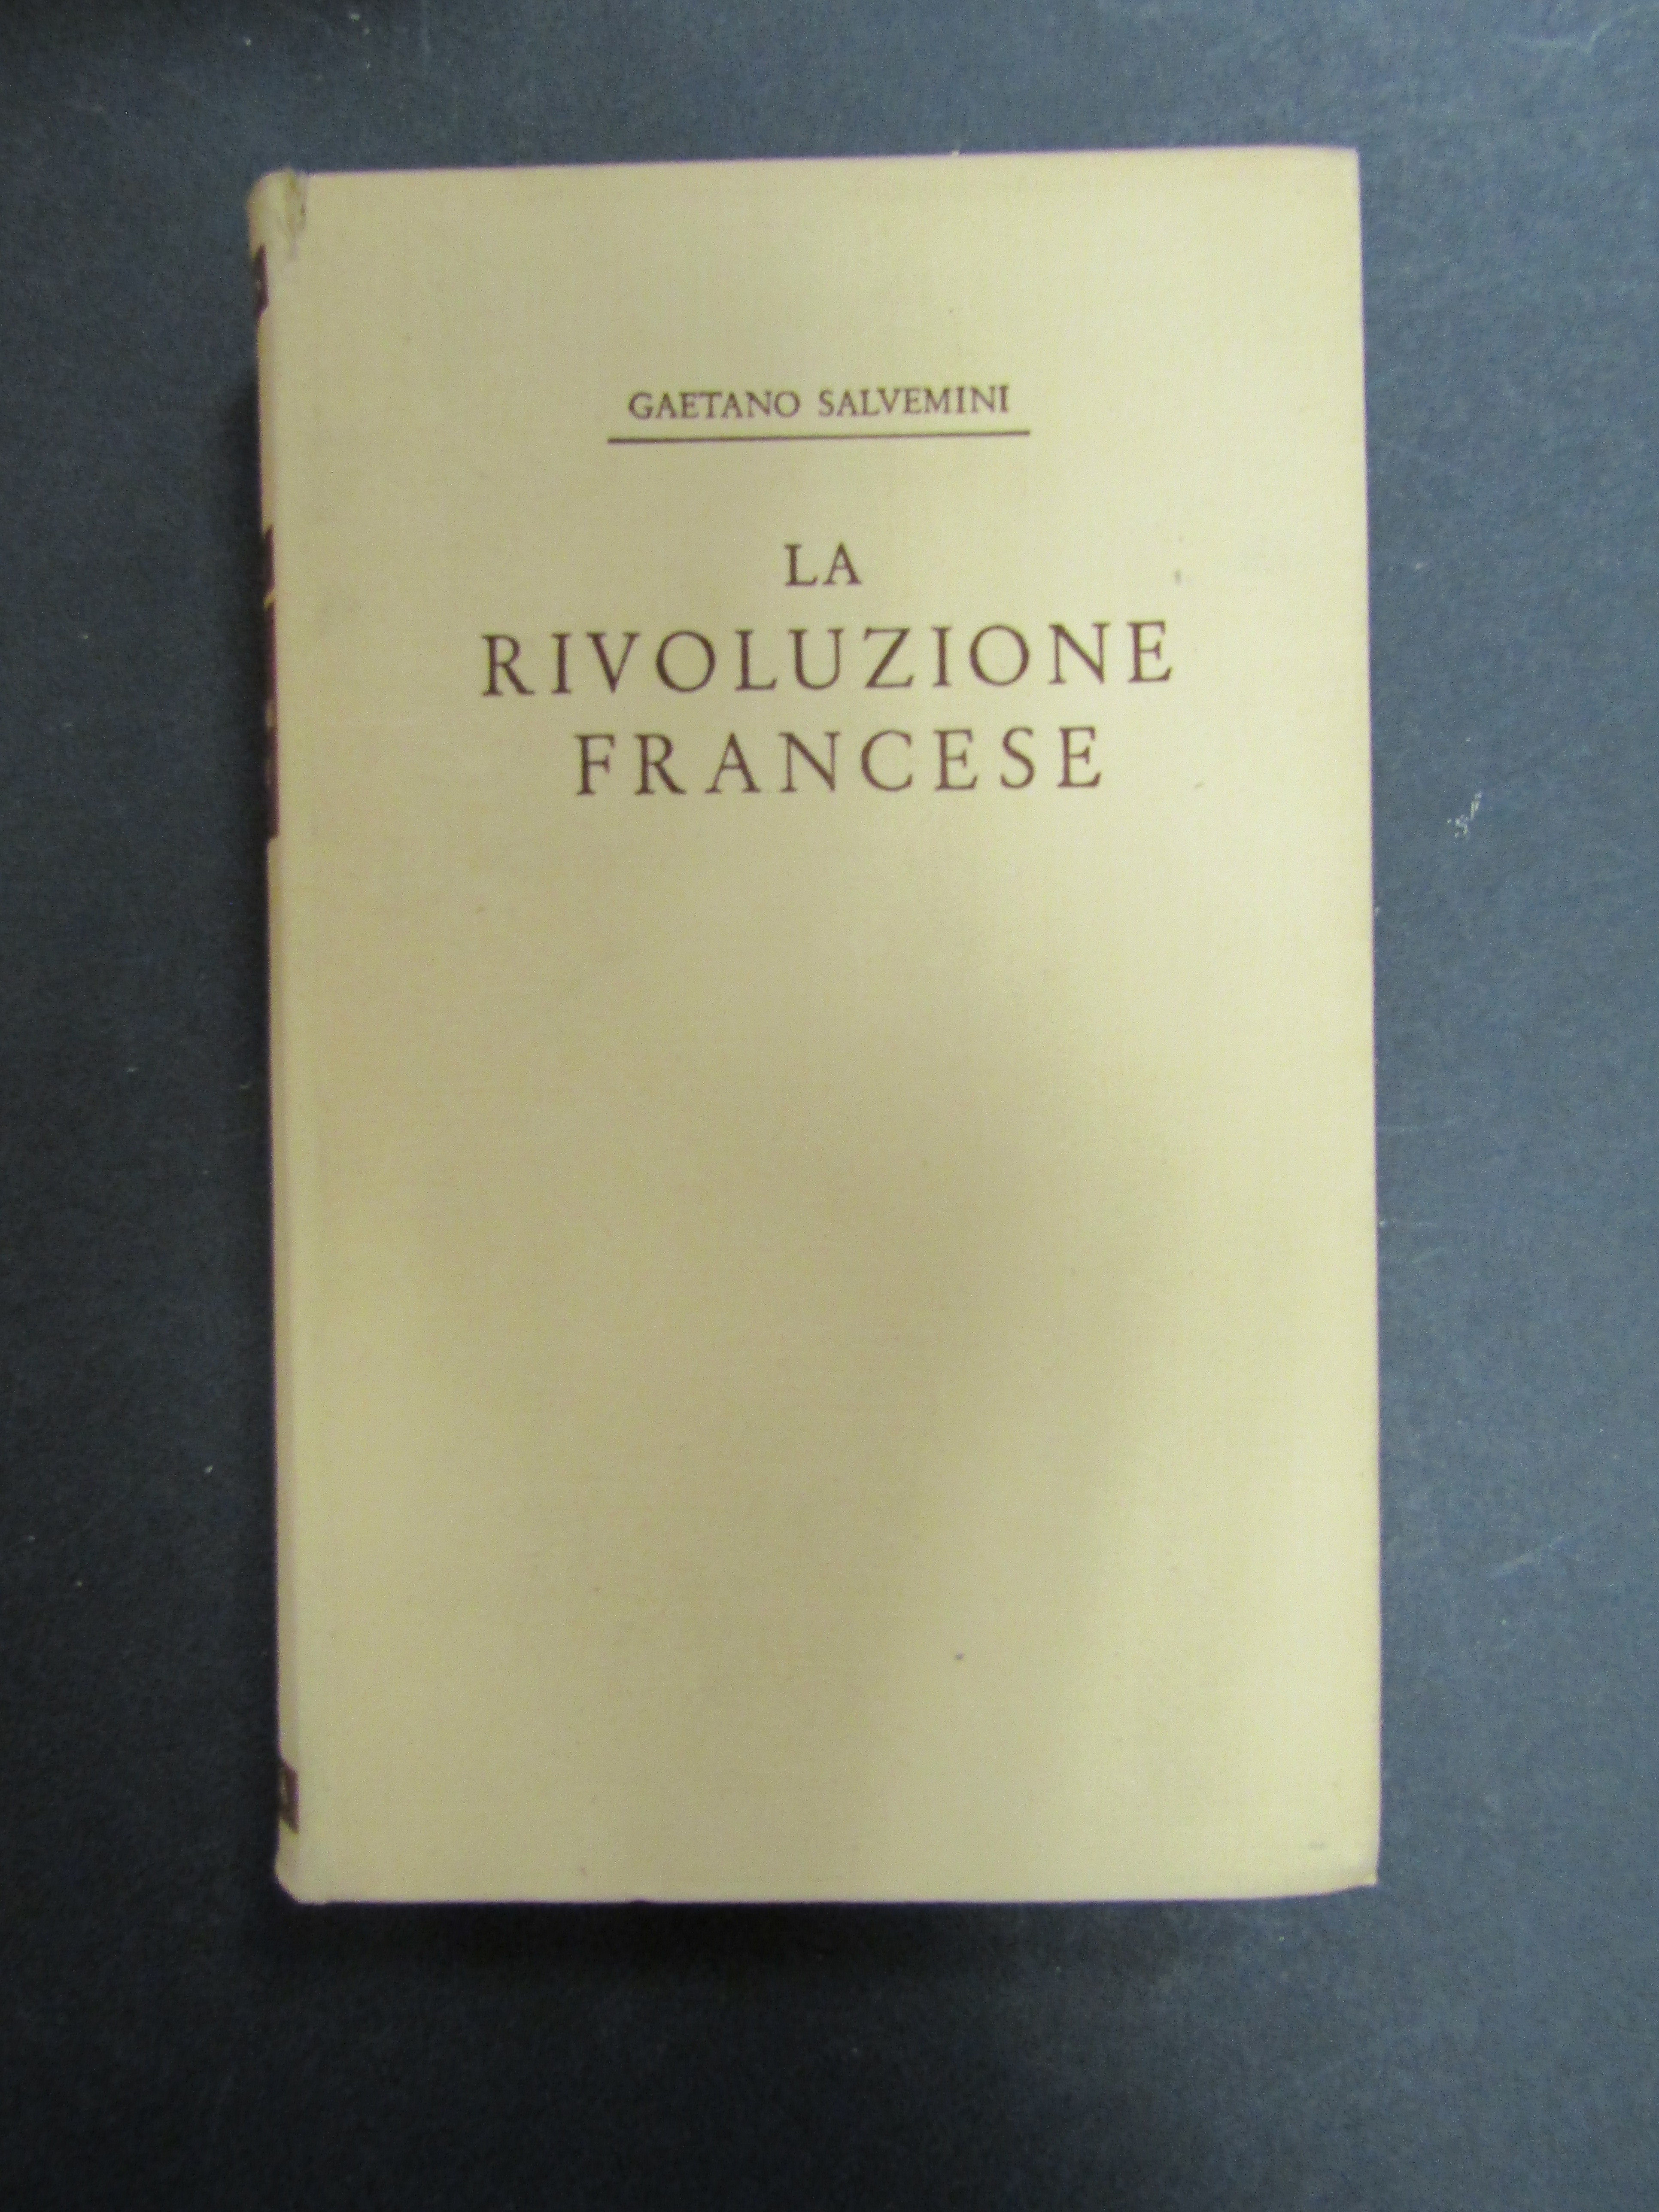 GAETANO SALVEMINI
LA
RIVOLUZIONE
FRANCESE